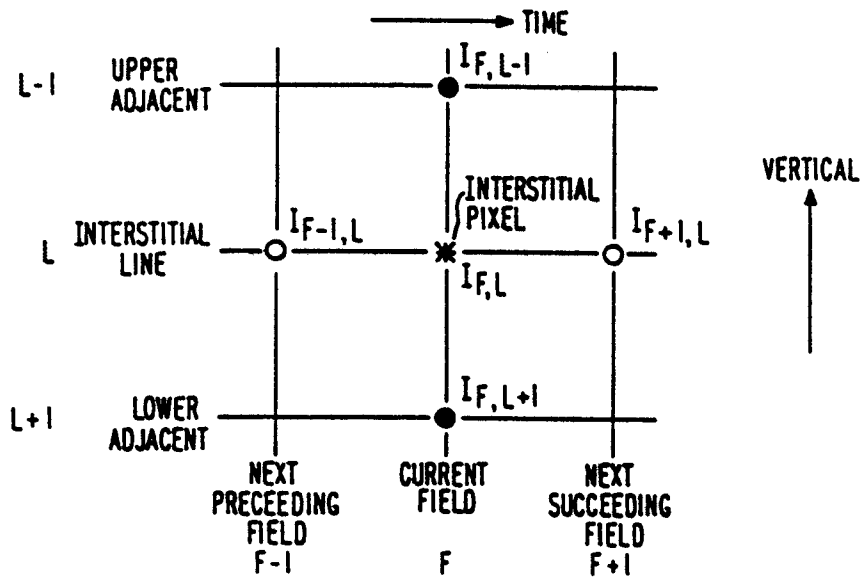 TIME
L-1
UPPER
ADJACENT
I F, L-1
VERTICAL
INTERSTITIAL
PIXEL
L
INTERSTITIAL
LINE
I F-1, L
I F+1, L
I F,L
L+1
LOWER
ADJACENT
I F, L+1
NEXT
PRECEEDING
FIELD
F-1
CURRENT
FIELD
F
NEXT
SUCCEEDING
FIELD
F+1